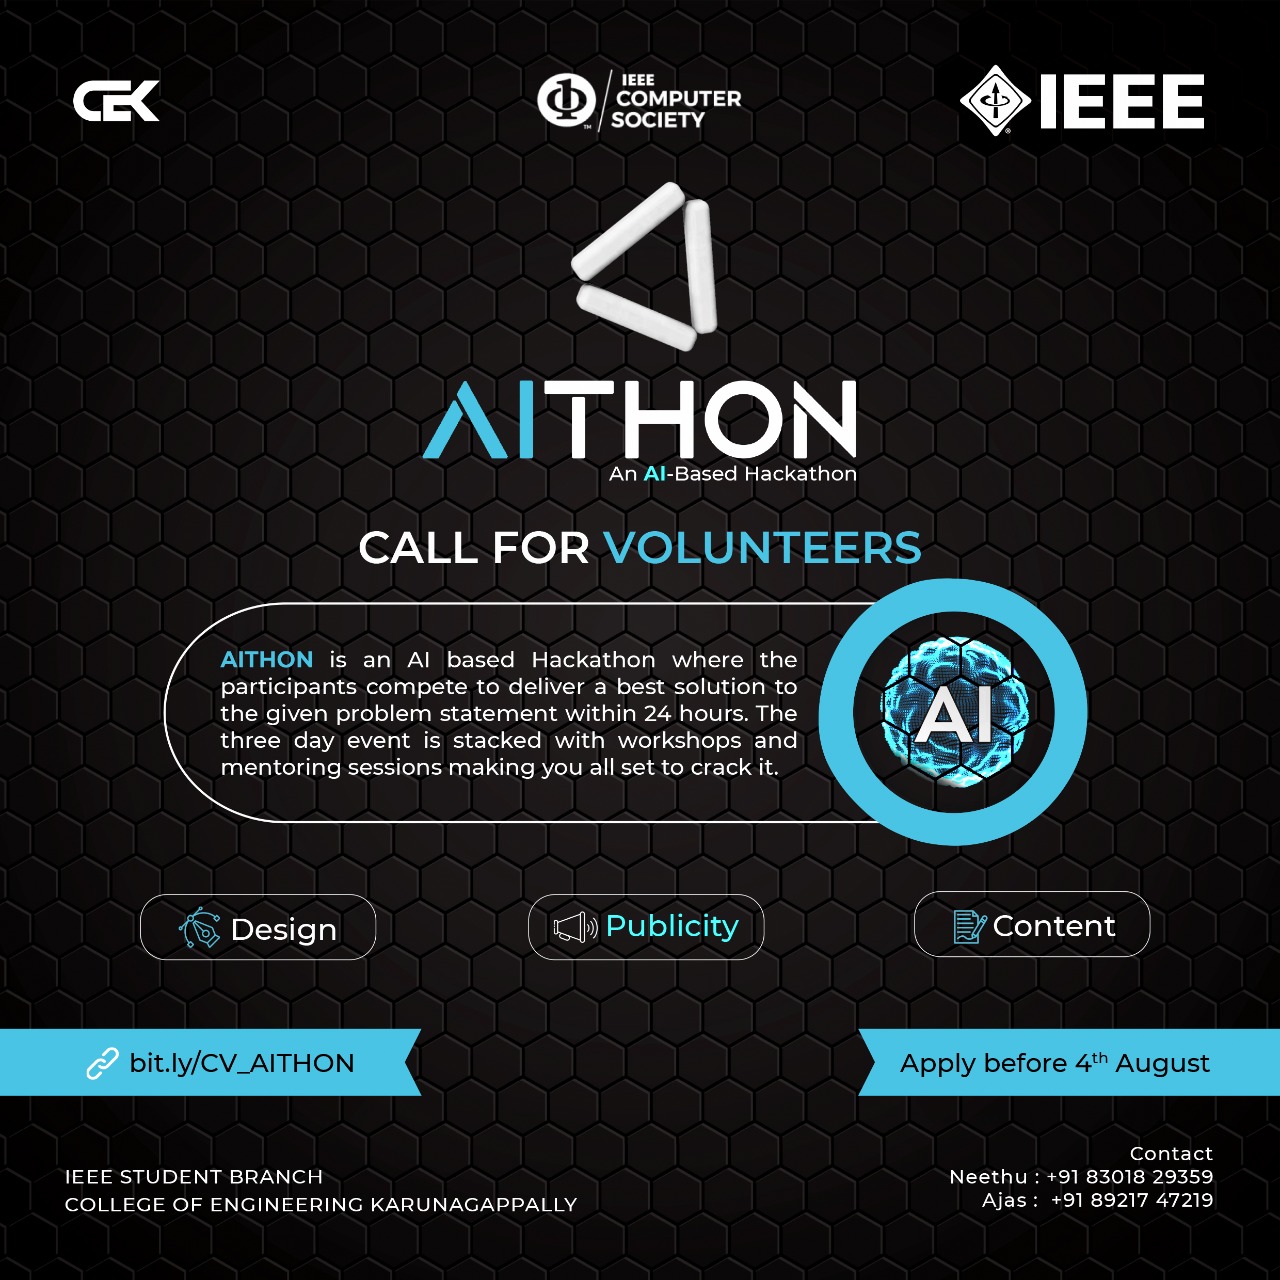 CEK
IEEE
COMPUTER
SOCIETY
TM
IEEE
®
AITHON
An AI-Based Hackathon
CALL FOR VOLUNTEERS
AITHON is an AI based Hackathon where the
participants compete to deliver a best solution to
the given problem statement within 24 hours. The
three day event is stacked with workshops and
mentoring sessions making you all set to crack it.
AI
Design
Publicity
Content
bit.ly/CV_AITHON
Apply before 4th August
IEEE STUDENT BRANCH
COLLEGE OF ENGINEERING KARUNAGAPPALLY
Contact
Neethu : +91 83018 29359
Ajas : +91 89217 47219